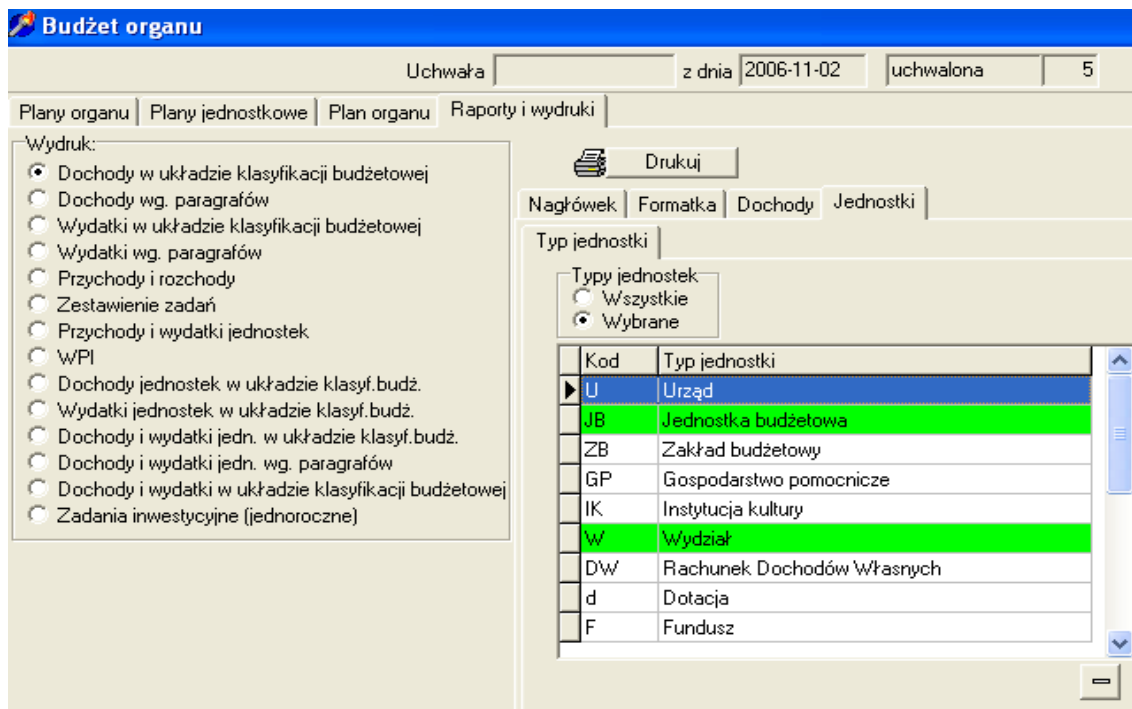 Budżet organu
Uchwała z dnia 2006-11-02 uchwalona 5
Plany organu Plany jednostkowe Plan organu Raporty i wydruki
Wydruk:
Dochody w układzie klasyfikacji budżetowej
Dochody wg. paragrafów
Wydatki w układzie klasyfikacji budżetowej
Wydatki wg. paragrafów
Przychody i rozchody
Zestawienie zadań
Przychody i wydatki jednostek
WPI
Dochody jednostek w układzie klasyf.budż.
Wydatki jednostek w układzie klasyf.budż.
Dochody i wydatki jedn. w układzie klasyf.budż.
Dochody i wydatki jedn. wg. paragrafów
Dochody i wydatki w układzie klasyfikacji budżetowej
Zadania inwestycyjne (jednoroczne)
Drukuj
Nagłówek Formatka Dochody Jednostki
Typ jednostki
Typy jednostek
Wszystkie
Wybrane
Kod Typ jednostki
U Urząd
JB Jednostka budżetowa
ZB Zakład budżetowy
GP Gospodarstwo pomocnicze
IK Instytucja kultury
W Wydział
DW Rachunek Dochodów Własnych
d Dotacja
F Fundusz